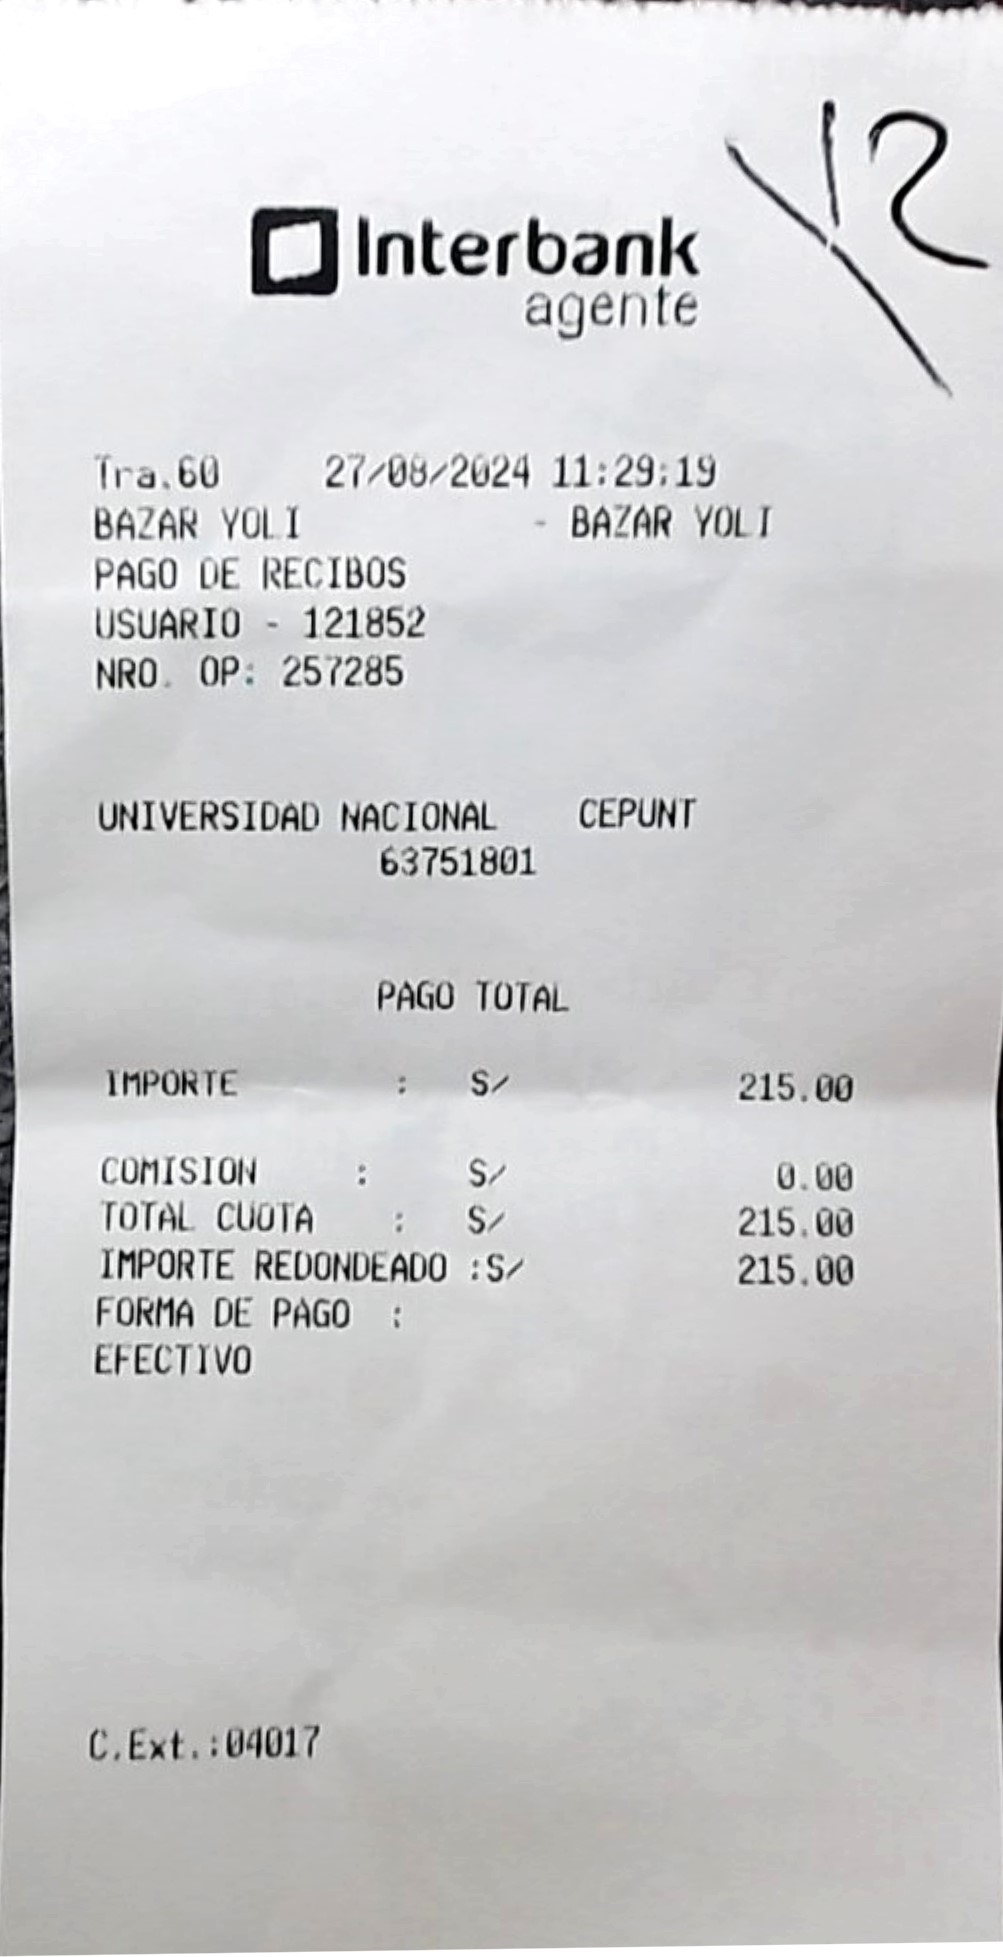 Interbank
agente
Tra.60 27/08/2024 11:29:19
BAZAR YOLI - BAZAR YOLI
PAGO DE RECIBOS
USUARIO - 121852
NRO. OP: 257285
UNIVERSIDAD NACIONAL CEPUNT
63751801
PAGO TOTAL
IMPORTE : S/ 215.00
COMISION : S/ 0.00
TOTAL CUOTA : S/ 215.00
IMPORTE REDONDEADO :S/ 215.00
FORMA DE PAGO :
EFECTIVO
C.Ext.:04017